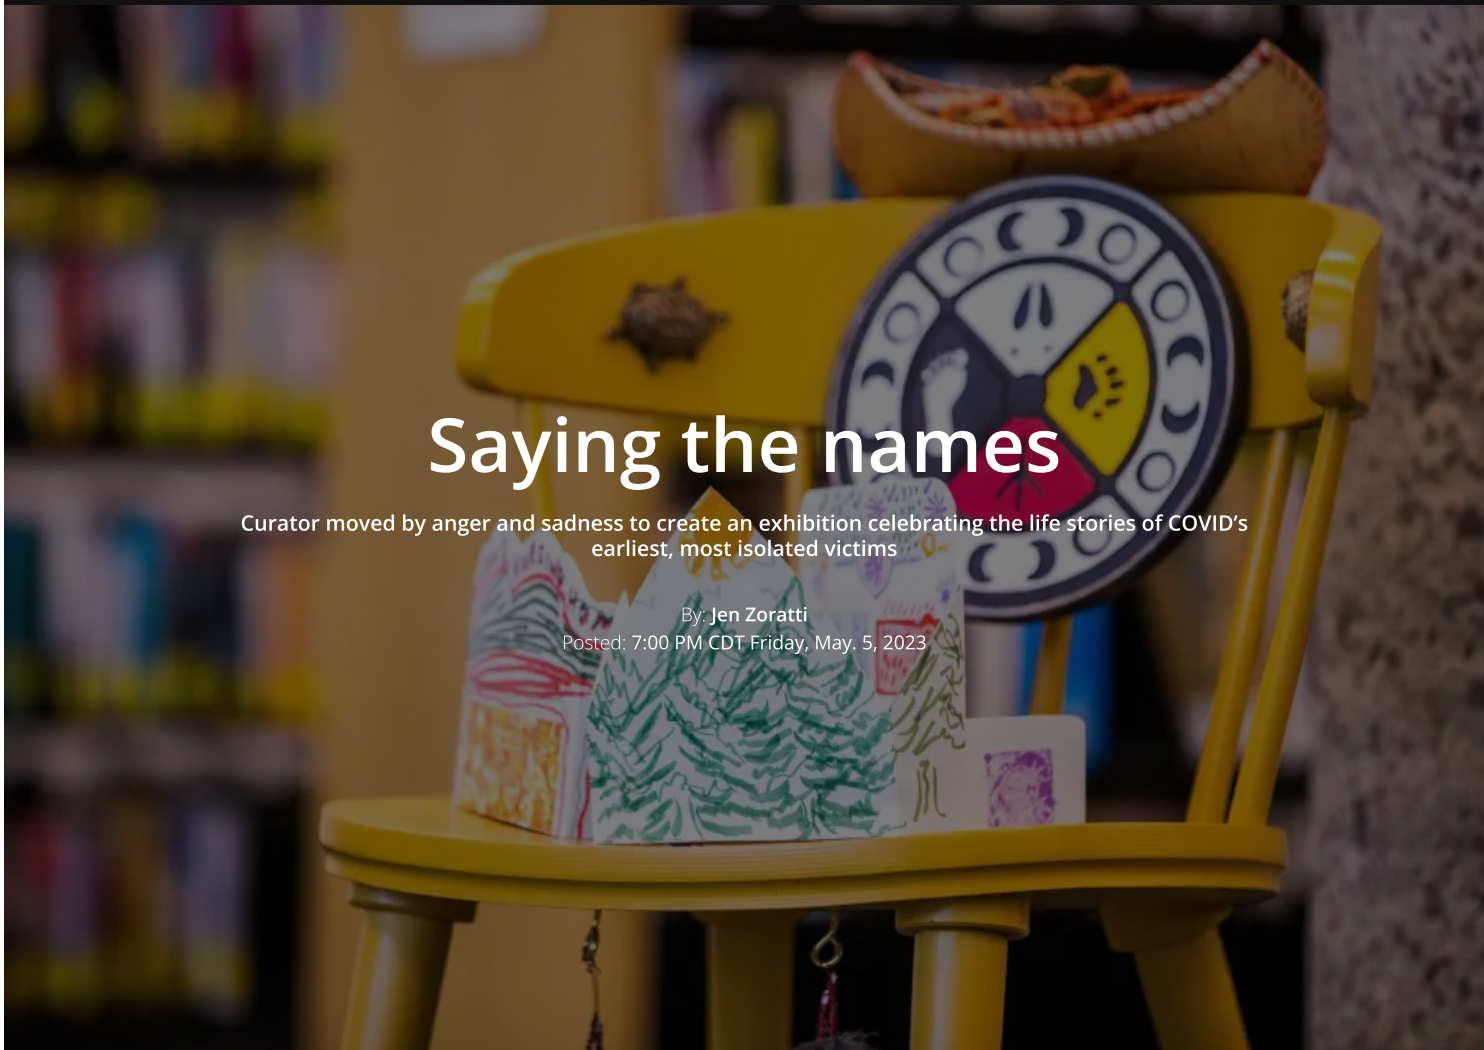 Saying the names
Curator moved by anger and sadness to create an exhibition celebrating the life stories of COVID’s
earliest, most isolated victims
By: Jen Zoratti
Posted: 7:00 PM CDT Friday, May. 5, 2023